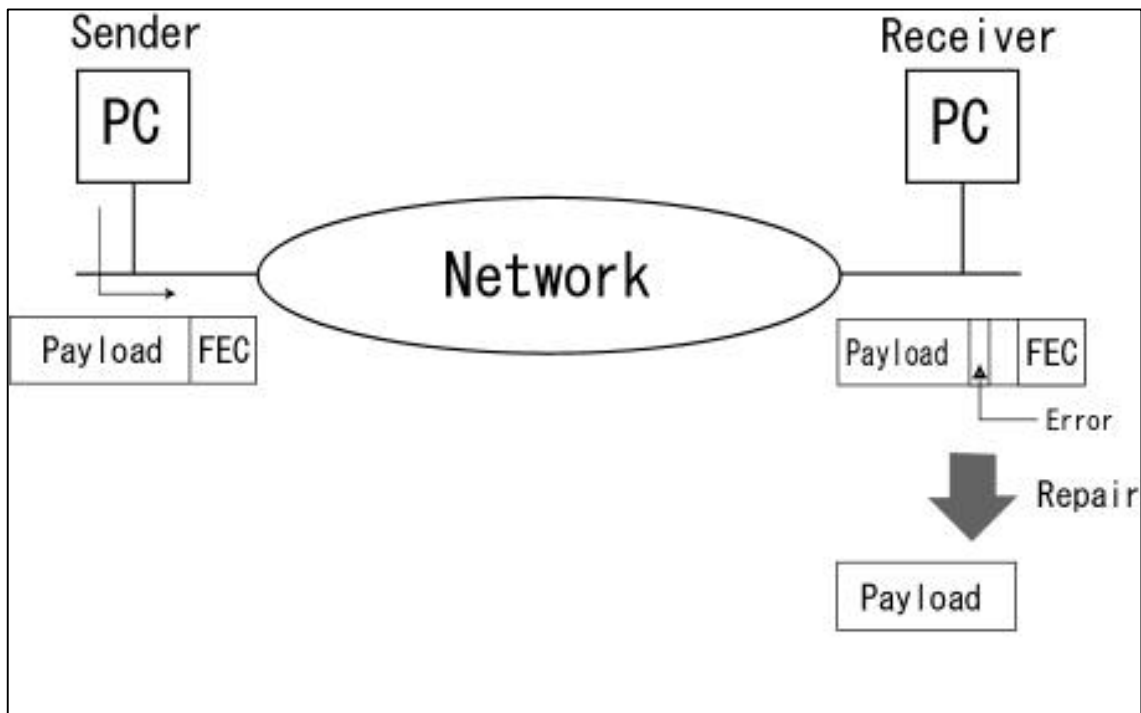 Sender
Receiver
PC
PC
Network
Payload FEC
Payload FEC
Error
Repair
Payload